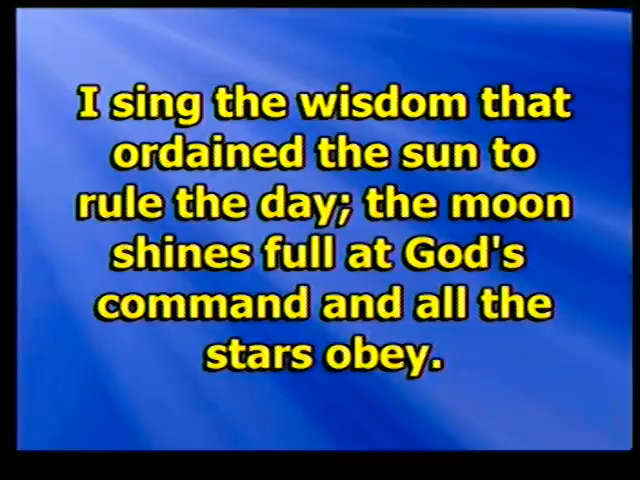 I sing the wisdom that
ordained the sun to
rule the day; the moon
shines full at God's
command and all the
stars obey.